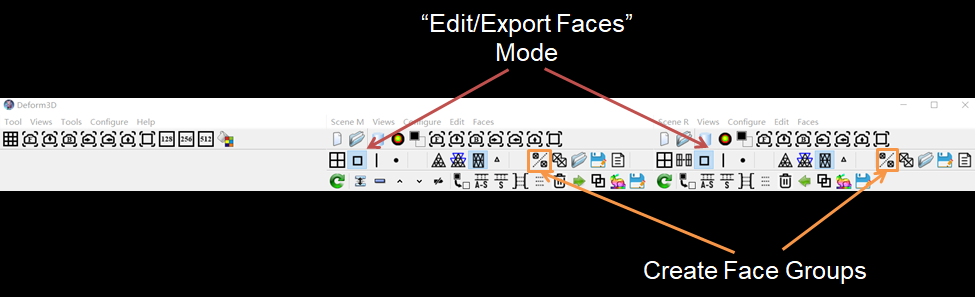 “Edit/Export Faces”
Mode
Deform3D
Tool Views Tools Configure Help Scene M Views Configure Edit Faces Scene R Views Configure Edit Faces
128 256 512
A-S S A-S S
Create Face Groups